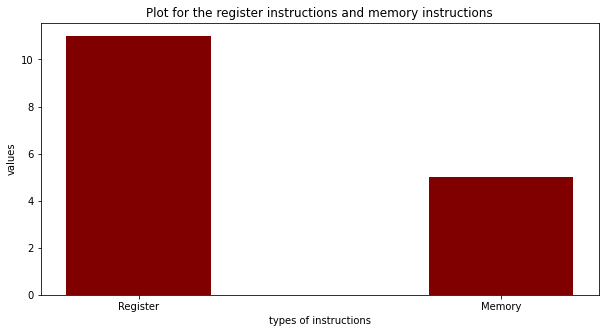 Plot for the register instructions and memory instructions
10
8
6
4
2
0
values
Register Memory
types of instructions